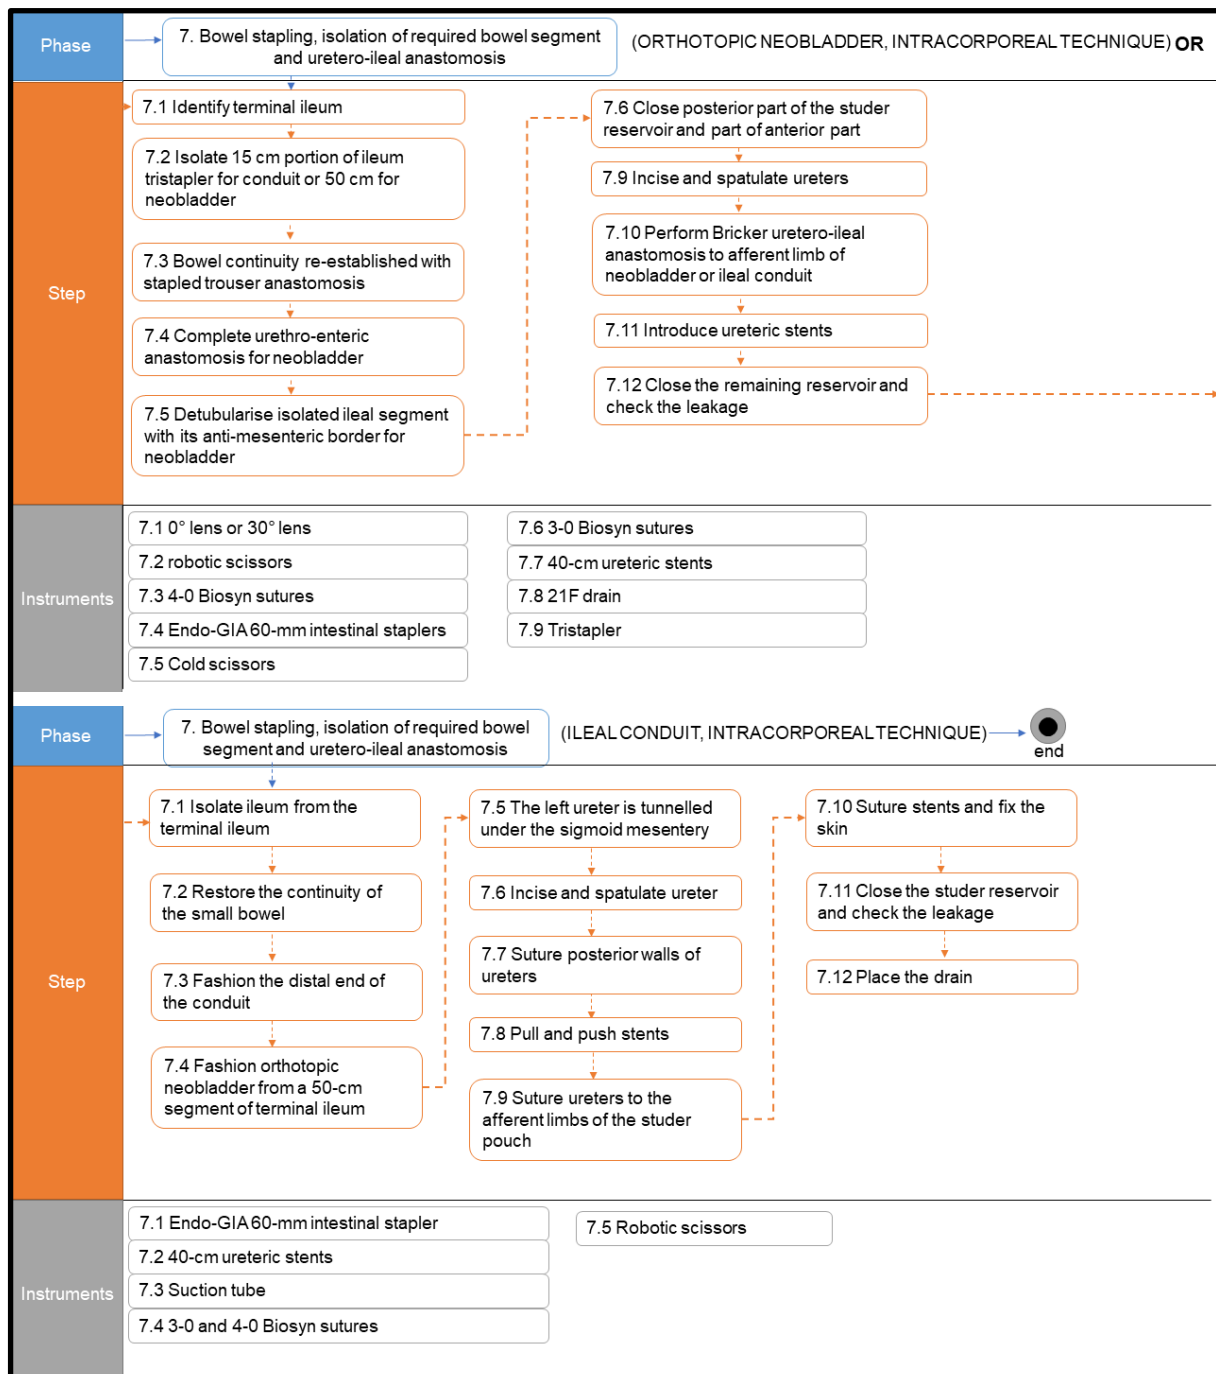 Phase
7. Bowel stapling, isolation of required bowel segment
and uretero-ileal anastomosis
(ORTHOTOPIC NEOBLADDER, INTRACORPOREAL TECHNIQUE) OR
Step
7.1 Identify terminal ileum
7.2 Isolate 15 cm portion of ileum
tristapler for conduit or 50 cm for
neobladder
7.3 Bowel continuity re-established with
stapled trouser anastomosis
7.4 Complete urethro-enteric
anastomosis for neobladder
7.5 Detubularise isolated ileal segment
with its anti-mesenteric border for
neobladder
7.6 Close posterior part of the studer
reservoir and part of anterior part
7.9 Incise and spatulate ureters
7.10 Perform Bricker uretero-ileal
anastomosis to afferent limb of
neobladder or ileal conduit
7.11 Introduce ureteric stents
7.12 Close the remaining reservoir and
check the leakage
Instruments
7.1 0° lens or 30° lens
7.2 robotic scissors
7.3 4-0 Biosyn sutures
7.4 Endo-GIA 60-mm intestinal staplers
7.5 Cold scissors
7.6 3-0 Biosyn sutures
7.7 40-cm ureteric stents
7.8 21F drain
7.9 Tristapler
Phase
7. Bowel stapling, isolation of required bowel
segment and uretero-ileal anastomosis
(ILEAL CONDUIT, INTRACORPOREAL TECHNIQUE)
end
Step
7.1 Isolate ileum from the
terminal ileum
7.2 Restore the continuity of
the small bowel
7.3 Fashion the distal end of
the conduit
7.4 Fashion orthotopic
neobladder from a 50-cm
segment of terminal ileum
7.5 The left ureter is tunnelled
under the sigmoid mesentery
7.6 Incise and spatulate ureter
7.7 Suture posterior walls of
ureters
7.8 Pull and push stents
7.9 Suture ureters to the
afferent limbs of the studer
pouch
7.10 Suture stents and fix the
skin
7.11 Close the studer reservoir
and check the leakage
7.12 Place the drain
Instruments
7.1 Endo-GIA 60-mm intestinal stapler
7.2 40-cm ureteric stents
7.3 Suction tube
7.4 3-0 and 4-0 Biosyn sutures
7.5 Robotic scissors